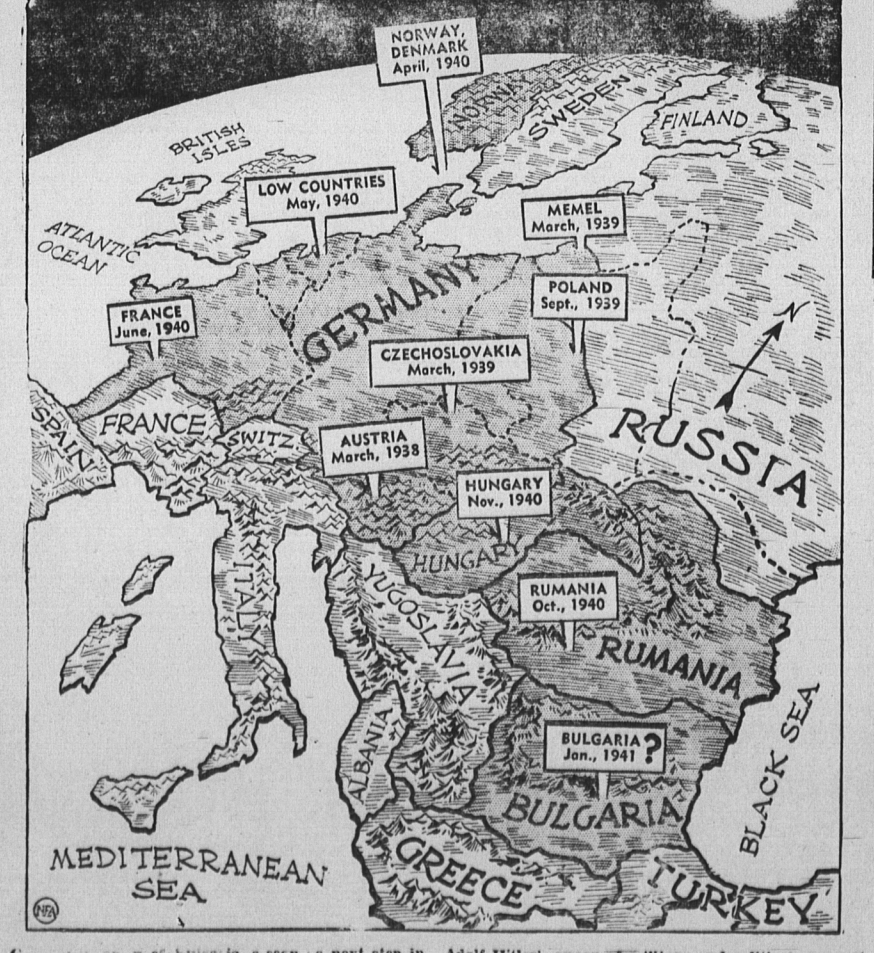 NORWAY,
DENMARK
April, 1940
NORWAY
SWEDEN
FINLAND
BRITISH
ISLES
LOW COUNTRIES
May, 1940
MEMEL
March, 1939
ATLANTIC
OCEAN
GERMANY
POLAND
Sept., 1939
FRANCE
June, 1940
N
CZECHOSLOVAKIA
March, 1939
SPAIN
FRANCE
SWITZ
AUSTRIA
March, 1938
RUSSIA
HUNGARY
Nov., 1940
HUNGARY
ITALY
YUGOSLAVIA
RUMANIA
Oct., 1940
RUMANIA
ALBANIA
BULGARIA ?
Jan., 1941
BULGARIA
BLACK SEA
MEDITERRANEAN
SEA
GREECE
TURKEY
NEA
next step in